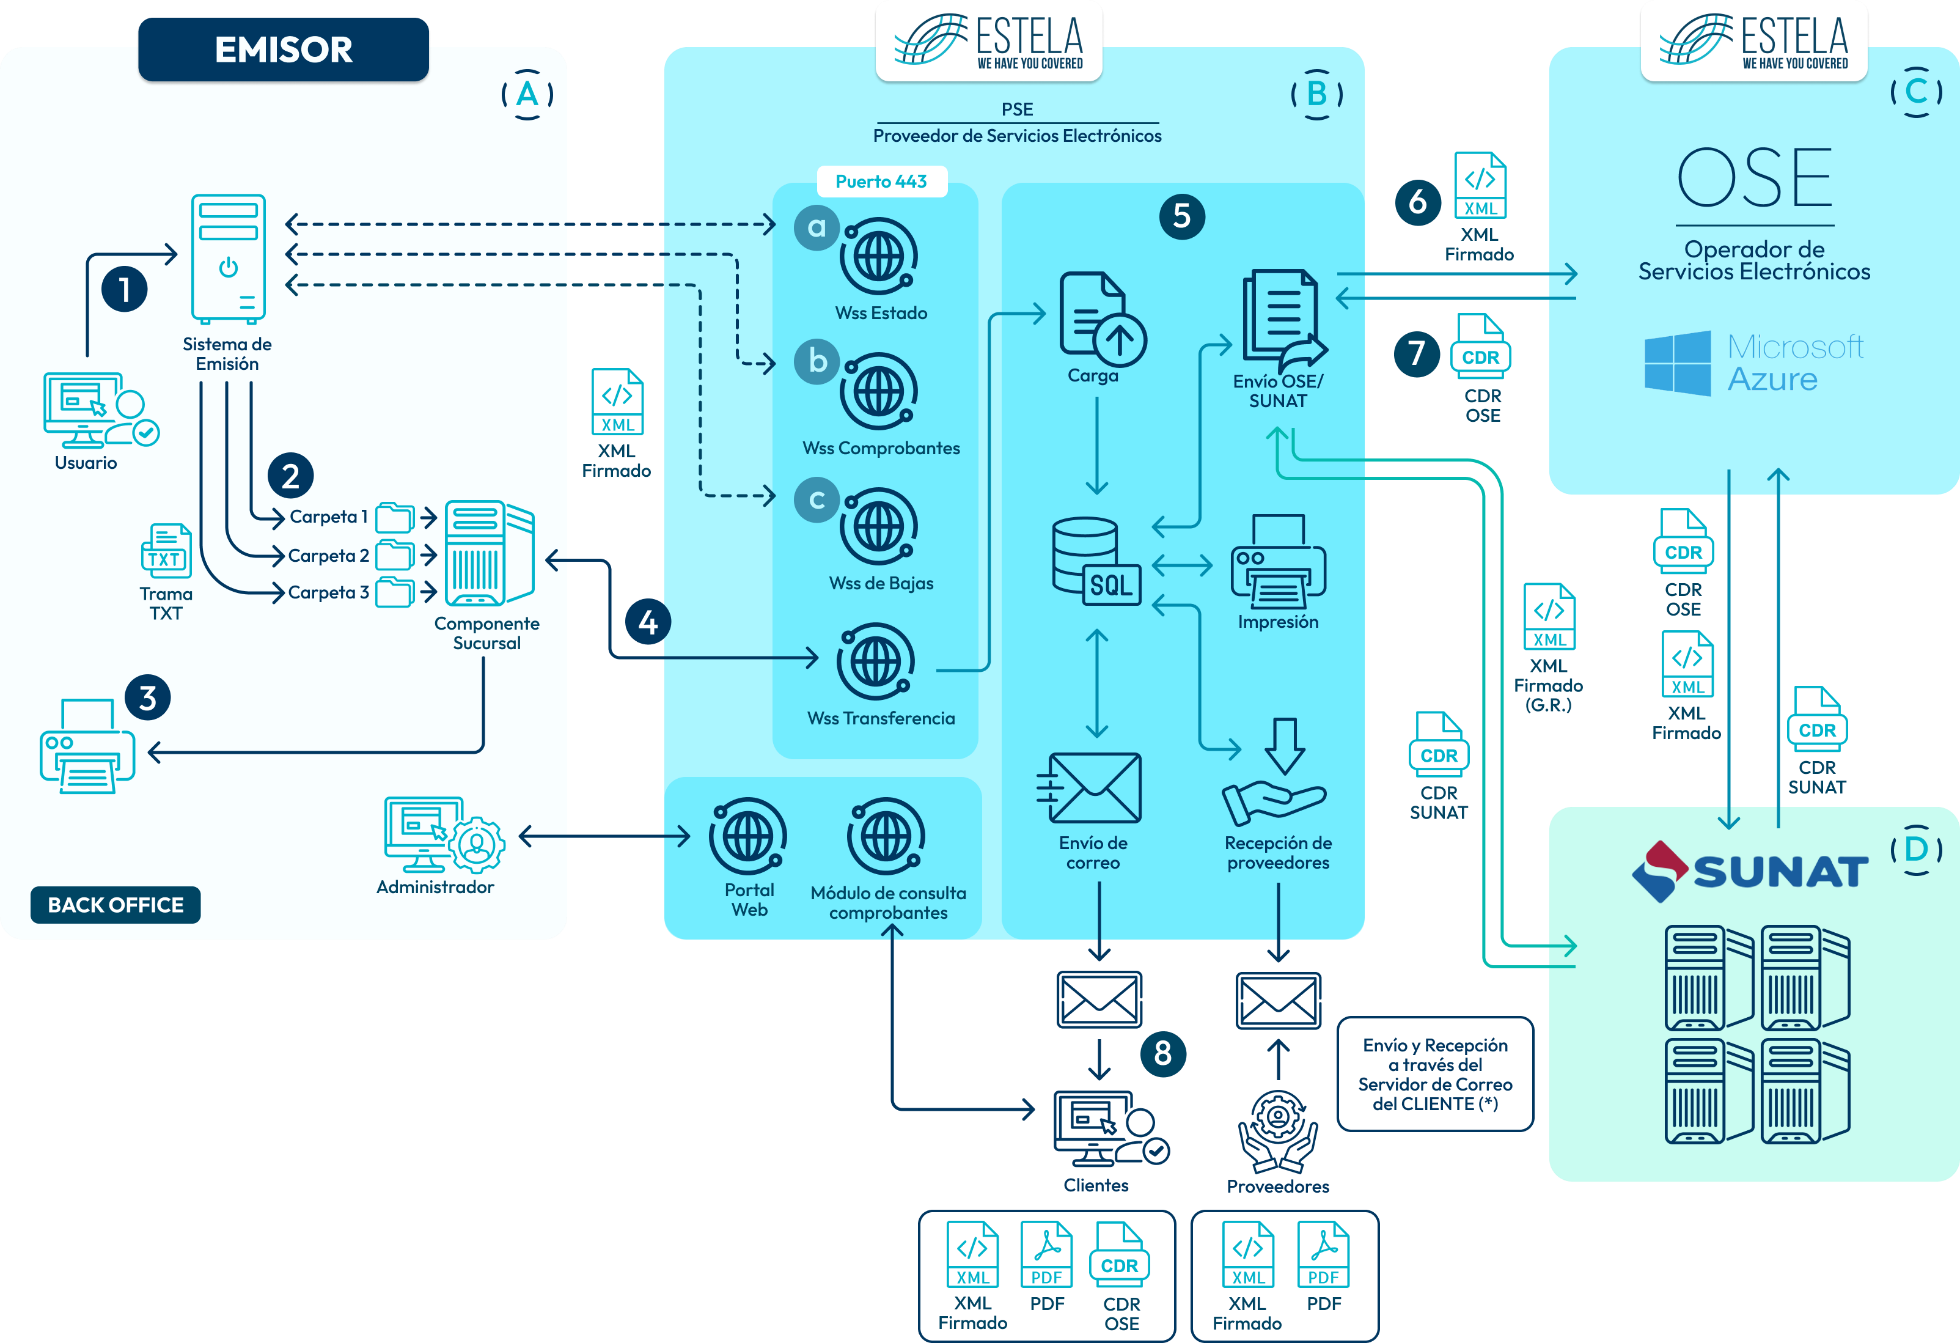 EMISOR
A
1
Sistema de
Emisión
Usuario
2
Carpeta 1
Carpeta 2
Carpeta 3
TXT
Trama
TXT
Componente
Sucursal
3
Administrador
BACK OFFICE
XML
XML
Firmado
4
ESTELA
WE HAVE YOU COVERED
B
PSE
Proveedor de Servicios Electrónicos
Puerto 443
a
Wss Estado
b
Wss Comprobantes
c
Wss de Bajas
Wss Transferencia
Portal
Web
Módulo de consulta
comprobantes
5
Carga
Envío OSE/
SUNAT
SQL
Impresión
Envío de
correo
Recepción de
proveedores
6
XML
XML
Firmado
7
CDR
CDR
OSE
ESTELA
WE HAVE YOU COVERED
C
OSE
Operador de
Servicios Electrónicos
Microsoft
Azure
CDR
CDR
OSE
XML
XML
Firmado
(G.R.)
XML
XML
Firmado
CDR
CDR
SUNAT
CDR
CDR
SUNAT
D
SUNAT
8
Envío y Recepción
a través del
Servidor de Correo
del CLIENTE (*)
Clientes
Proveedores
XML
XML
Firmado
PDF
PDF
CDR
CDR
OSE
XML
XML
Firmado
PDF
PDF